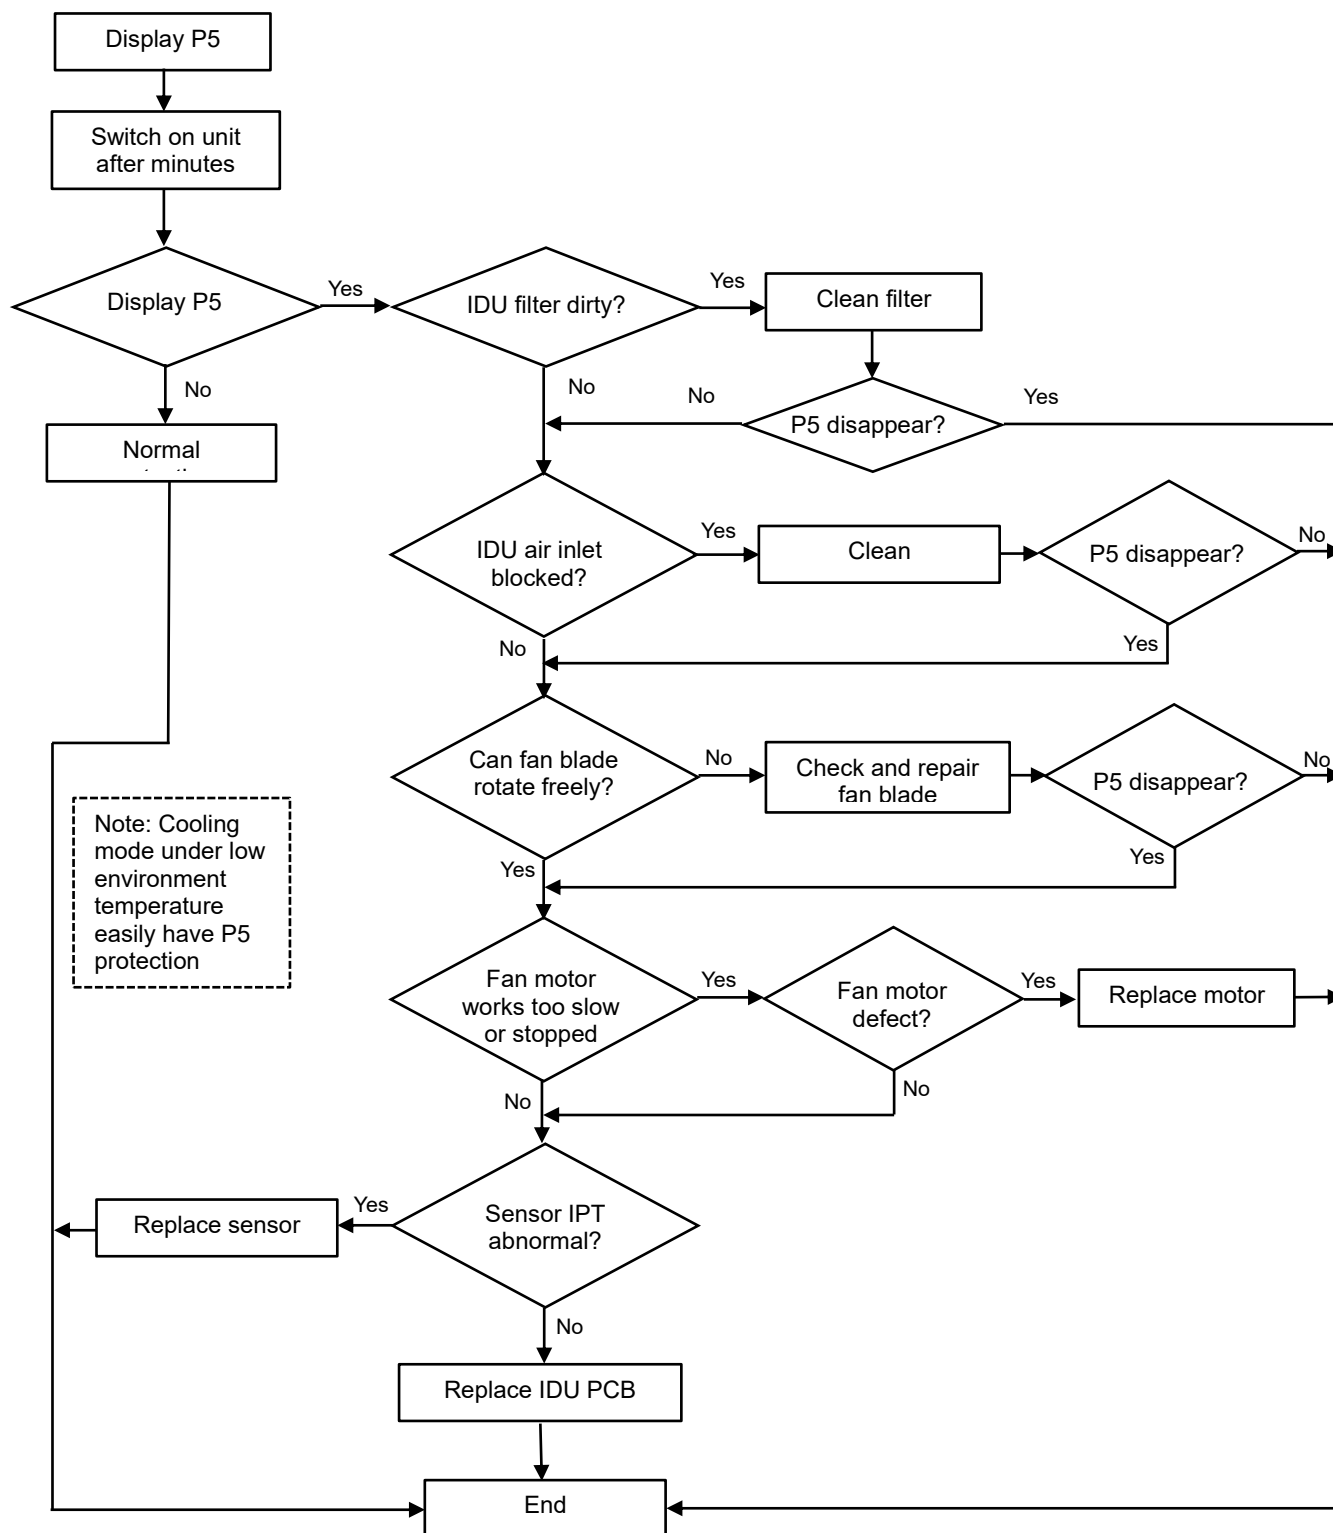 Display P5
Switch on unit
after minutes
Display P5
Yes
IDU filter dirty?
Yes
Clean filter
No
No
No
P5 disappear?
Yes
Normal
IDU air inlet
blocked?
Yes
Clean
P5 disappear?
No
No
Yes
Can fan blade
rotate freely?
No
Check and repair
fan blade
P5 disappear?
No
Note: Cooling
mode under low
environment
temperature
easily have P5
protection
Yes
Yes
Fan motor
works too slow
or stopped
Yes
Fan motor
defect?
Yes
Replace motor
No
No
Replace sensor
Yes
Sensor IPT
abnormal?
No
Replace IDU PCB
End